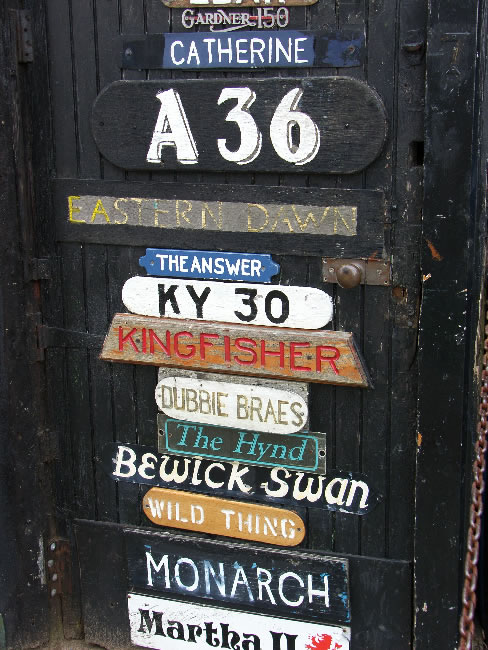 GARDNER 150
CATHERINE
A 36
EASTERN DAWN
THE ANSWER
KY 30
KINGFISHER
DUBBIE BRAES
The Hynd
BEWICK SWAN
WILD THING
MONARCH
Martha II